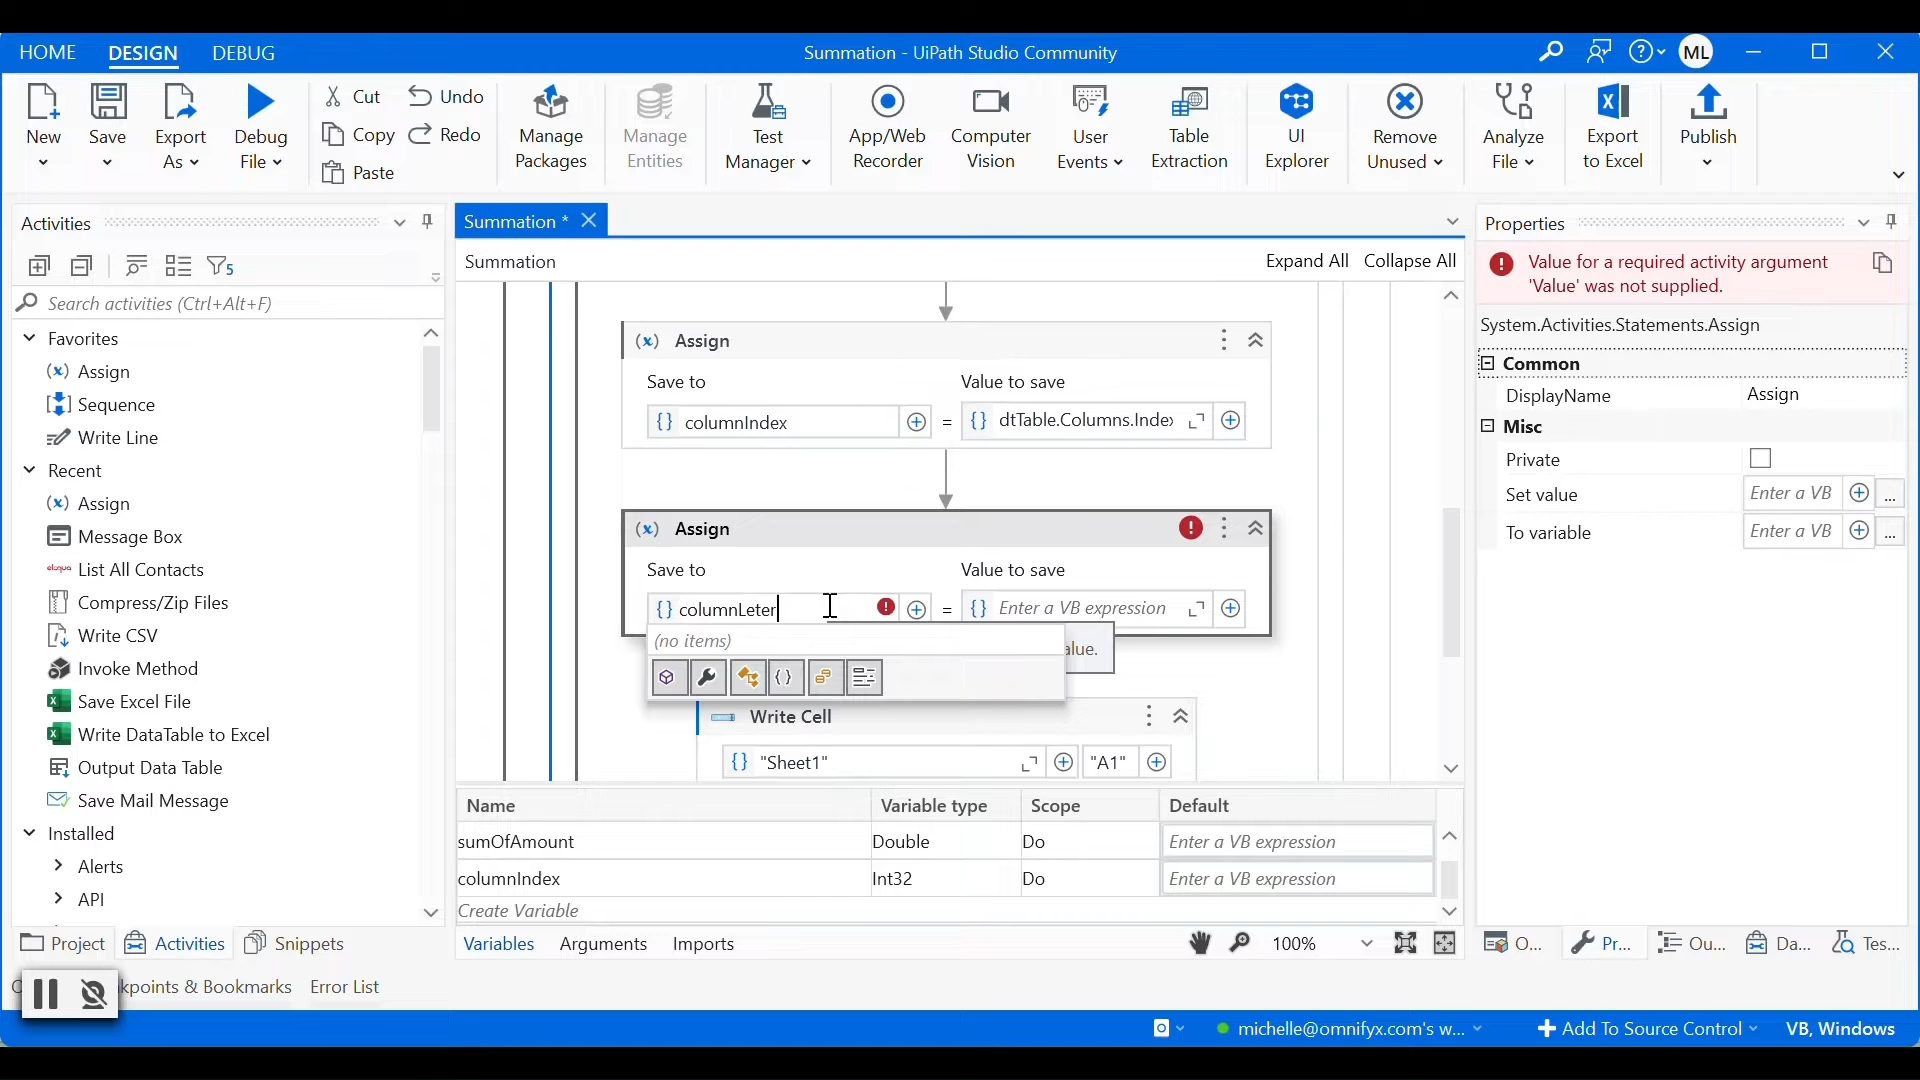 HOME DESIGN DEBUG Summation - UiPath Studio Community ML
New Save Export As Debug File Cut Undo Copy Redo Paste Manage Packages Manage Entities Test Manager App/Web Recorder Computer Vision User Events Table Extraction UI Explorer Remove Unused Analyze File Export to Excel Publish
Activities
5
Search activities (Ctrl+Alt+F)
Favorites
Assign
Sequence
Write Line
Recent
Assign
Message Box
eloqua List All Contacts
Compress/Zip Files
Write CSV
Invoke Method
Save Excel File
Write DataTable to Excel
Output Data Table
Save Mail Message
Installed
Alerts
API
Project Activities Snippets
Summation *
Summation Expand All Collapse All
(x) Assign
Save to Value to save
{} columnIndex = {} dtTable.Columns.Index
(x) Assign
Save to Value to save
{} columnLeter = {} Enter a VB expression
(no items)
alue.
Write Cell
{} "Sheet1" "A1"
Name Variable type Scope Default
sumOfAmount Double Do Enter a VB expression
columnIndex Int32 Do Enter a VB expression
Create Variable
Variables Arguments Imports 100%
Properties
Value for a required activity argument
'Value' was not supplied.
System.Activities.Statements.Assign
Common
DisplayName Assign
Misc
Private
Set value Enter a VB ...
To variable Enter a VB ...
O... Pr... Ou... Da... Tes...
kpoints & Bookmarks Error List
michelle@omnifyx.com's w... Add To Source Control VB, Windows